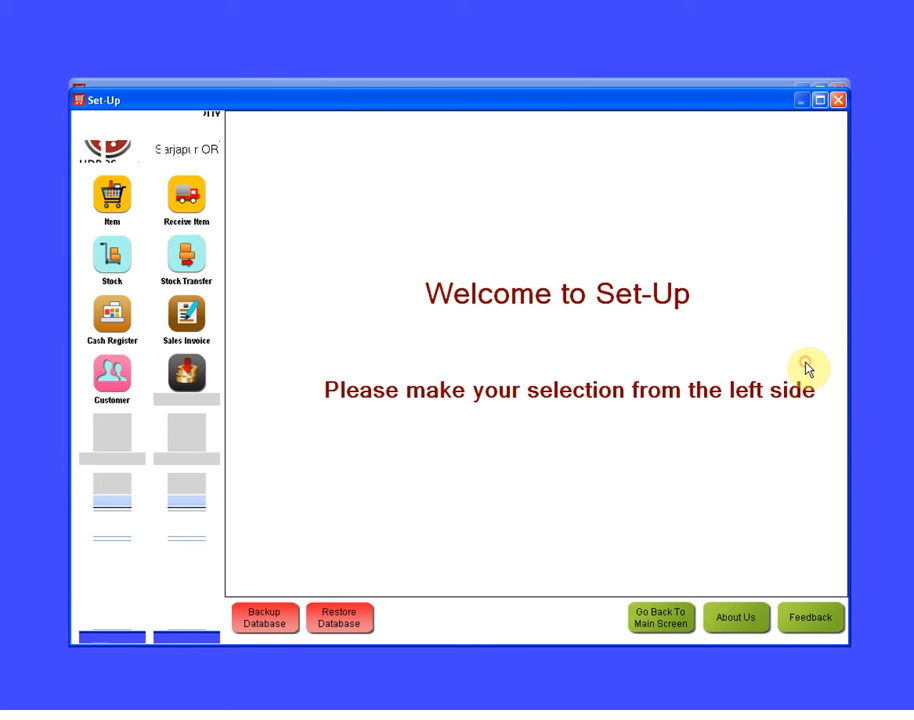 Set-Up
Item
Receive Item
Stock
Stock Transfer
Cash Register
Sales Invoice
Customer
Welcome to Set-Up
Please make your selection from the left side
Backup
Database
Restore
Database
Go Back To
Main Screen
About Us
Feedback